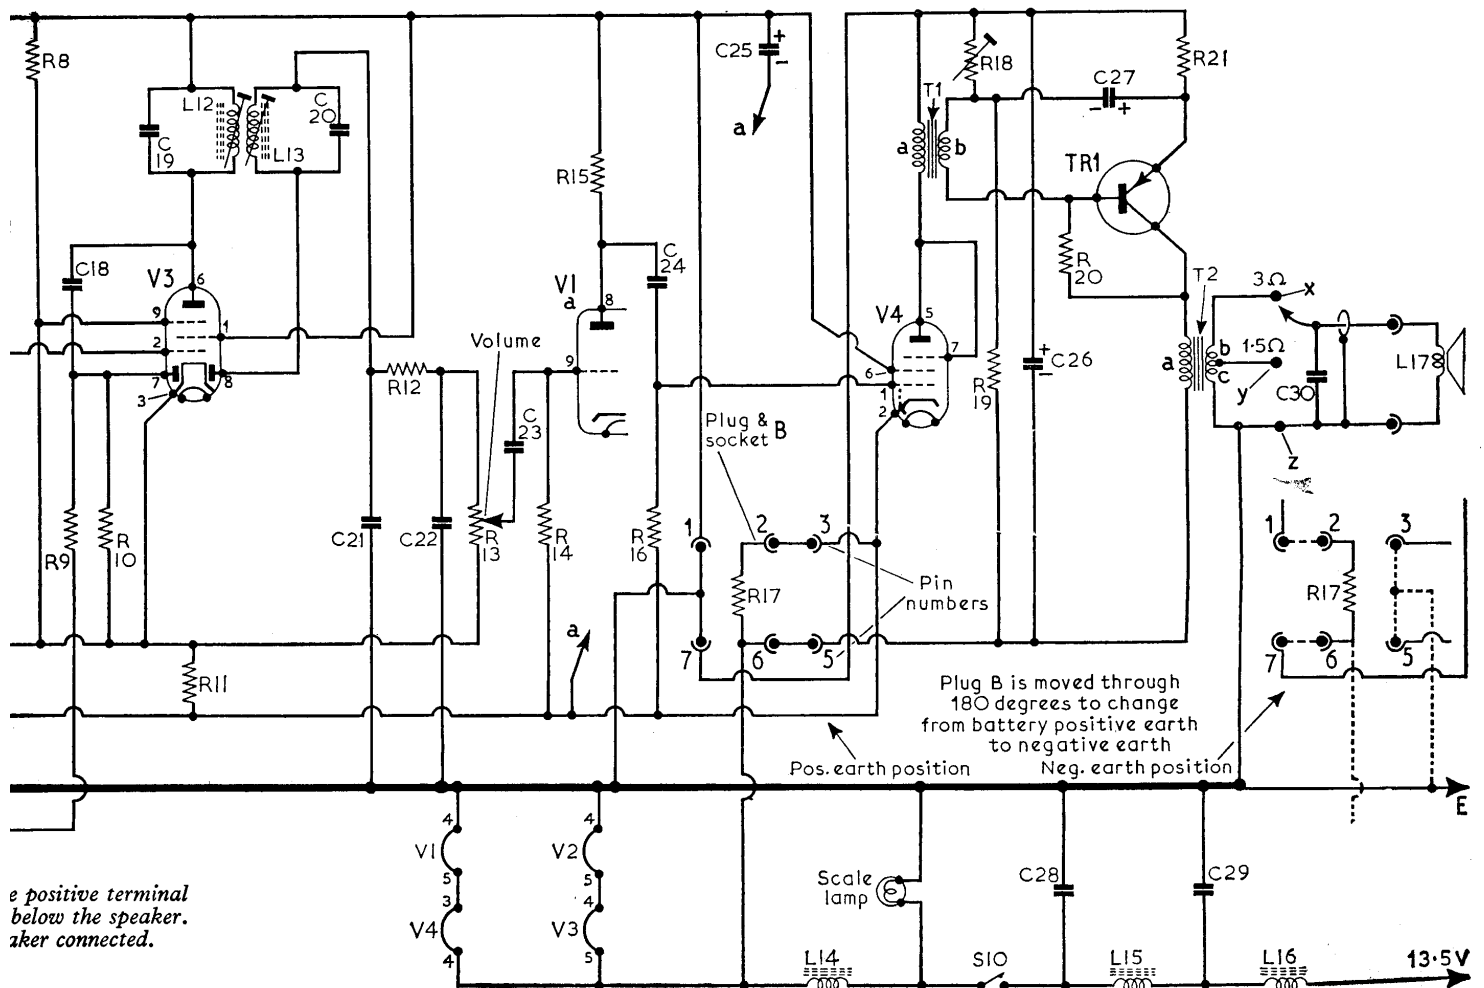 R8
L12
C
19
C
20
L13
C18
V3
6
9
2
7
3
1
8
R9
R
10
R11
R12
C21
C22
Volume
R
13
C
23
R
14
R15
V1
a
8
9
C
24
R
16
a
C25
+
-
a
Plug &
socket B
1
2
3
R17
7
6
5
Pin
numbers
V4
5
7
6
1
2
T1
a
b
R18
C27
-
+
R21
TR1
R
20
R
19
+
C26
-
T2
a
b
c
3Ω
x
1·5Ω
y
z
C30
L17
1
2
3
R17
7
6
5
Plug B is moved through
180 degrees to change
from battery positive earth
to negative earth
Pos. earth position
Neg. earth position
E
4
V1
5
3
V4
4
4
V2
5
4
V3
5
Scale
lamp
C28
C29
L14
S10
L15
L16
13·5V
e positive terminal
below the speaker.
aker connected.